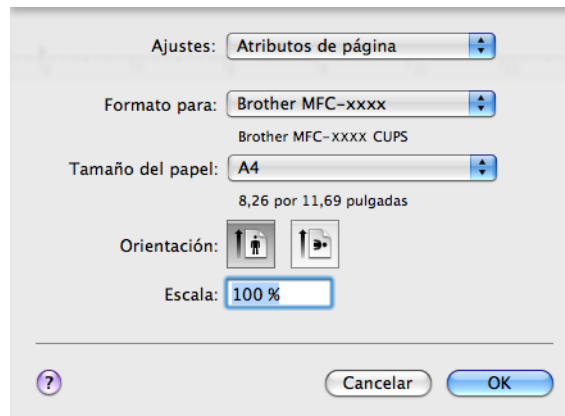 Ajustes: Atributos de página
Formato para: Brother MFC-xxxx
Brother MFC-XXXX CUPS
Tamaño del papel: A4
8,26 por 11,69 pulgadas
Orientación:
Escala: 100 %
? Cancelar OK